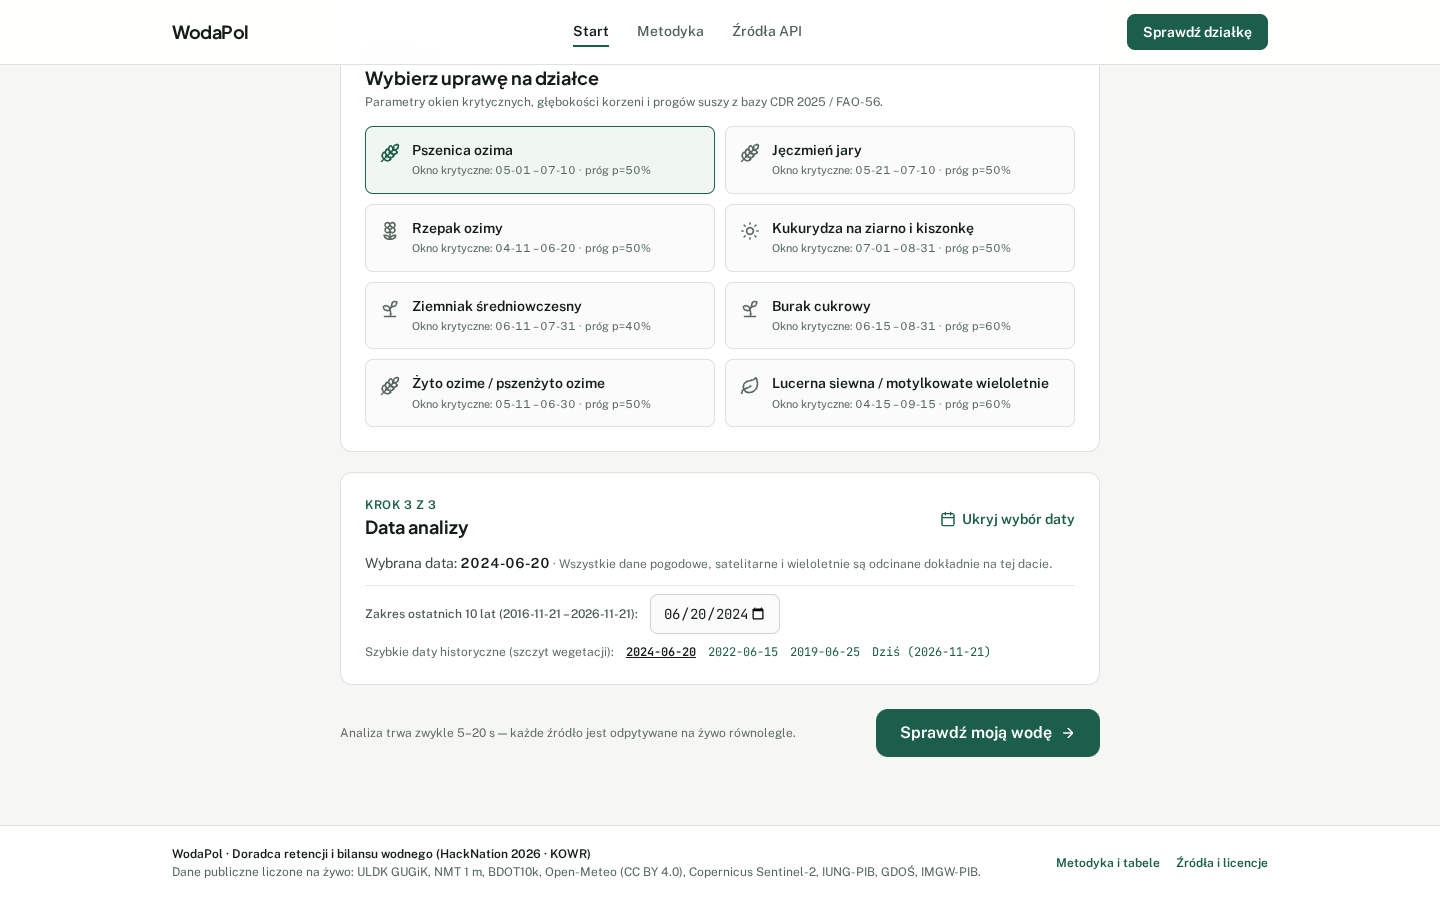 WodaPol
Start
Metodyka
Źródła API
Sprawdź działkę
Wybierz uprawę na działce
Parametry okien krytycznych, głębokości korzeni i progów suszy z bazy CDR 2025 / FAO-56.
Pszenica ozima
Okno krytyczne: 05-01 – 07-10 · próg p=50%
Jęczmień jary
Okno krytyczne: 05-21 – 07-10 · próg p=50%
Rzepak ozimy
Okno krytyczne: 04-11 – 06-20 · próg p=50%
Kukurydza na ziarno i kiszonkę
Okno krytyczne: 07-01 – 08-31 · próg p=50%
Ziemniak średniowczesny
Okno krytyczne: 06-11 – 07-31 · próg p=40%
Burak cukrowy
Okno krytyczne: 06-15 – 08-31 · próg p=60%
Żyto ozime / pszenżyto ozime
Okno krytyczne: 05-11 – 06-30 · próg p=50%
Lucerna siewna / motylkowate wieloletnie
Okno krytyczne: 04-15 – 09-15 · próg p=60%
KROK 3 Z 3
Data analizy
Ukryj wybór daty
Wybrana data: 2024-06-20 · Wszystkie dane pogodowe, satelitarne i wieloletnie są odcinane dokładnie na tej dacie.
Zakres ostatnich 10 lat (2016-11-21 – 2026-11-21): 06/20/2024
Szybkie daty historyczne (szczyt wegetacji): 2024-06-20 2022-06-15 2019-06-25 Dziś (2026-11-21)
Analiza trwa zwykle 5–20 s — każde źródło jest odpytywane na żywo równolegle.
Sprawdź moją wodę →
WodaPol · Doradca retencji i bilansu wodnego (HackNation 2026 · KOWR)
Dane publiczne liczone na żywo: ULDK GUGiK, NMT 1 m, BDOT10k, Open-Meteo (CC BY 4.0), Copernicus Sentinel-2, IUNG-PIB, GDOŚ, IMGW-PIB.
Metodyka i tabele
Źródła i licencje